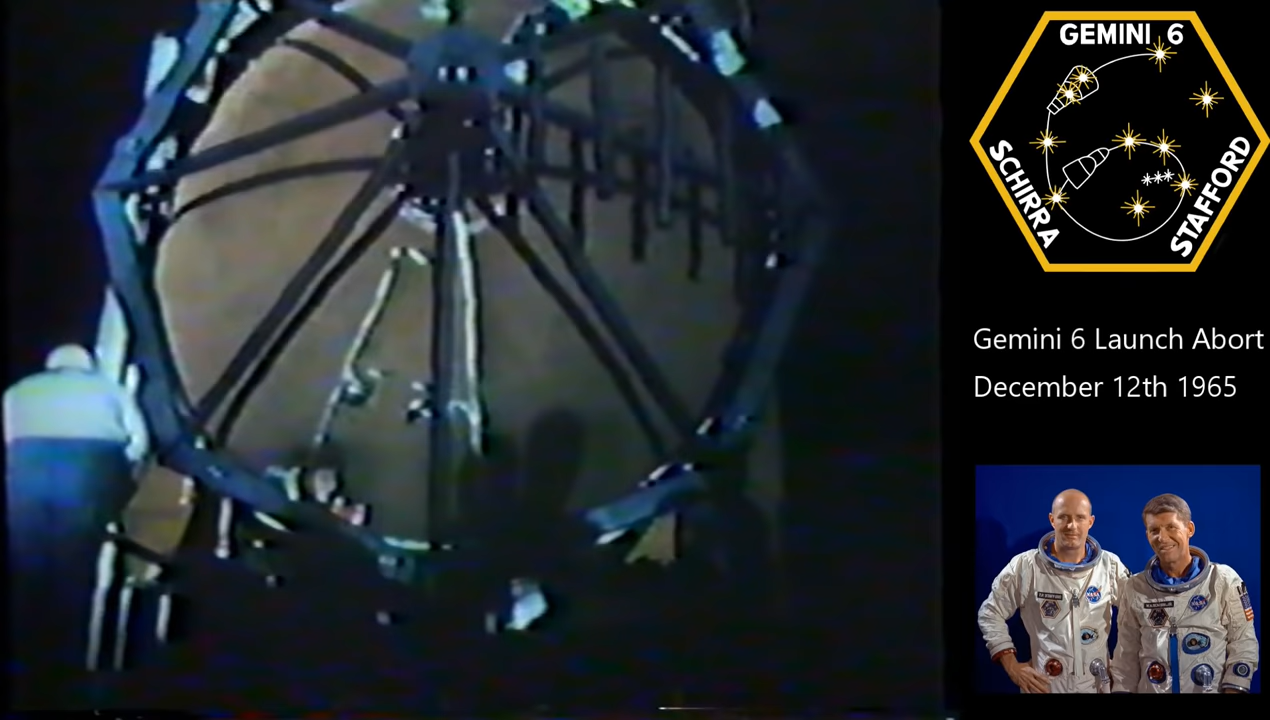 GEMINI 6
SCHIRRA
STAFFORD
Gemini 6 Launch Abort
December 12th 1965